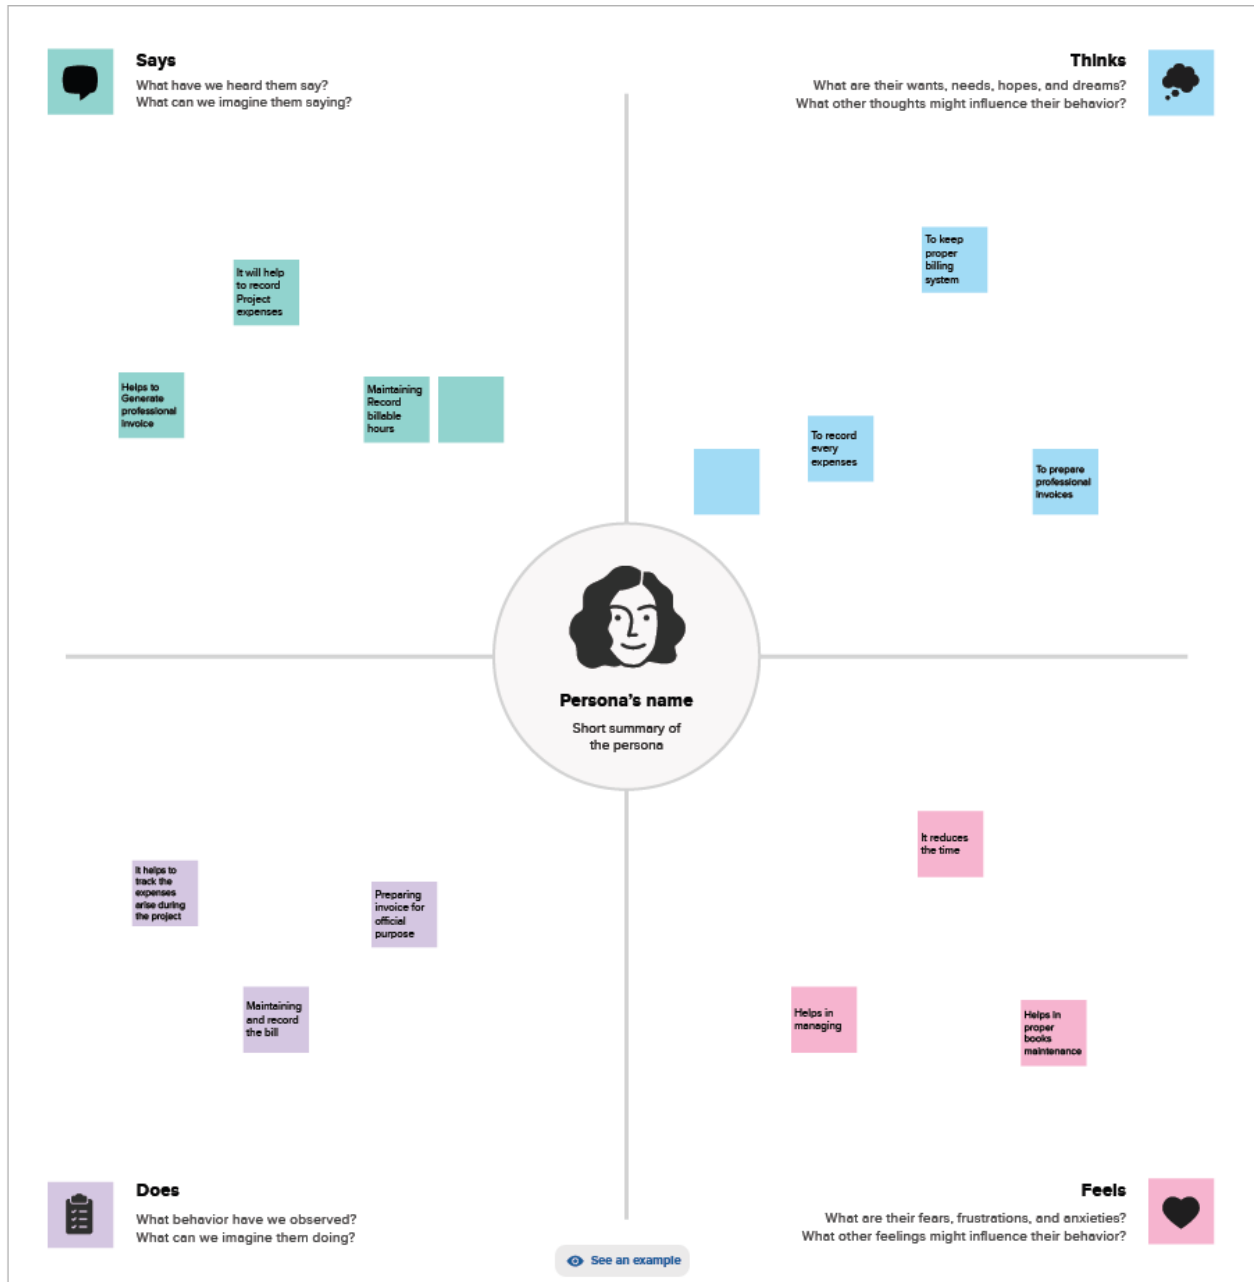 Says
What have we heard them say?
What can we imagine them saying?
Thinks
What are their wants, needs, hopes, and dreams?
What other thoughts might influence their behavior?
It will help
to record
Project
expenses
Helps to
Generate
professional
invoice
Maintaining
Record
billable
hours
To keep
proper
billing
system
To record
every
expenses
To prepare
professional
invoices
Persona's name
Short summary of
the persona
It helps to
track the
expenses
arise during
the project
Preparing
invoice for
official
purpose
Maintaining
and record
the bill
It reduces
the time
Helps in
managing
Helps in
proper
books
maintenance
Does
What behavior have we observed?
What can we imagine them doing?
Feels
What are their fears, frustrations, and anxieties?
What other feelings might influence their behavior?
See an example